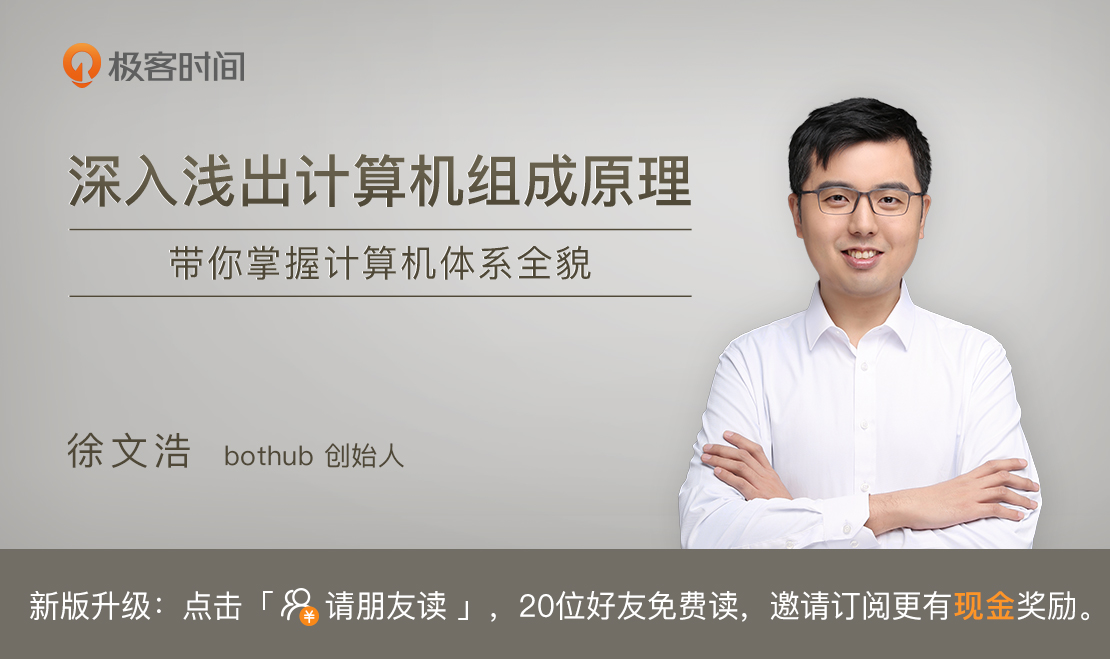 极客时间
深入浅出计算机组成原理
带你掌握计算机体系全貌
徐文浩 bothub 创始人
新版升级：点击「 ¥ 请朋友读 」，20位好友免费读，邀请订阅更有现金奖励。